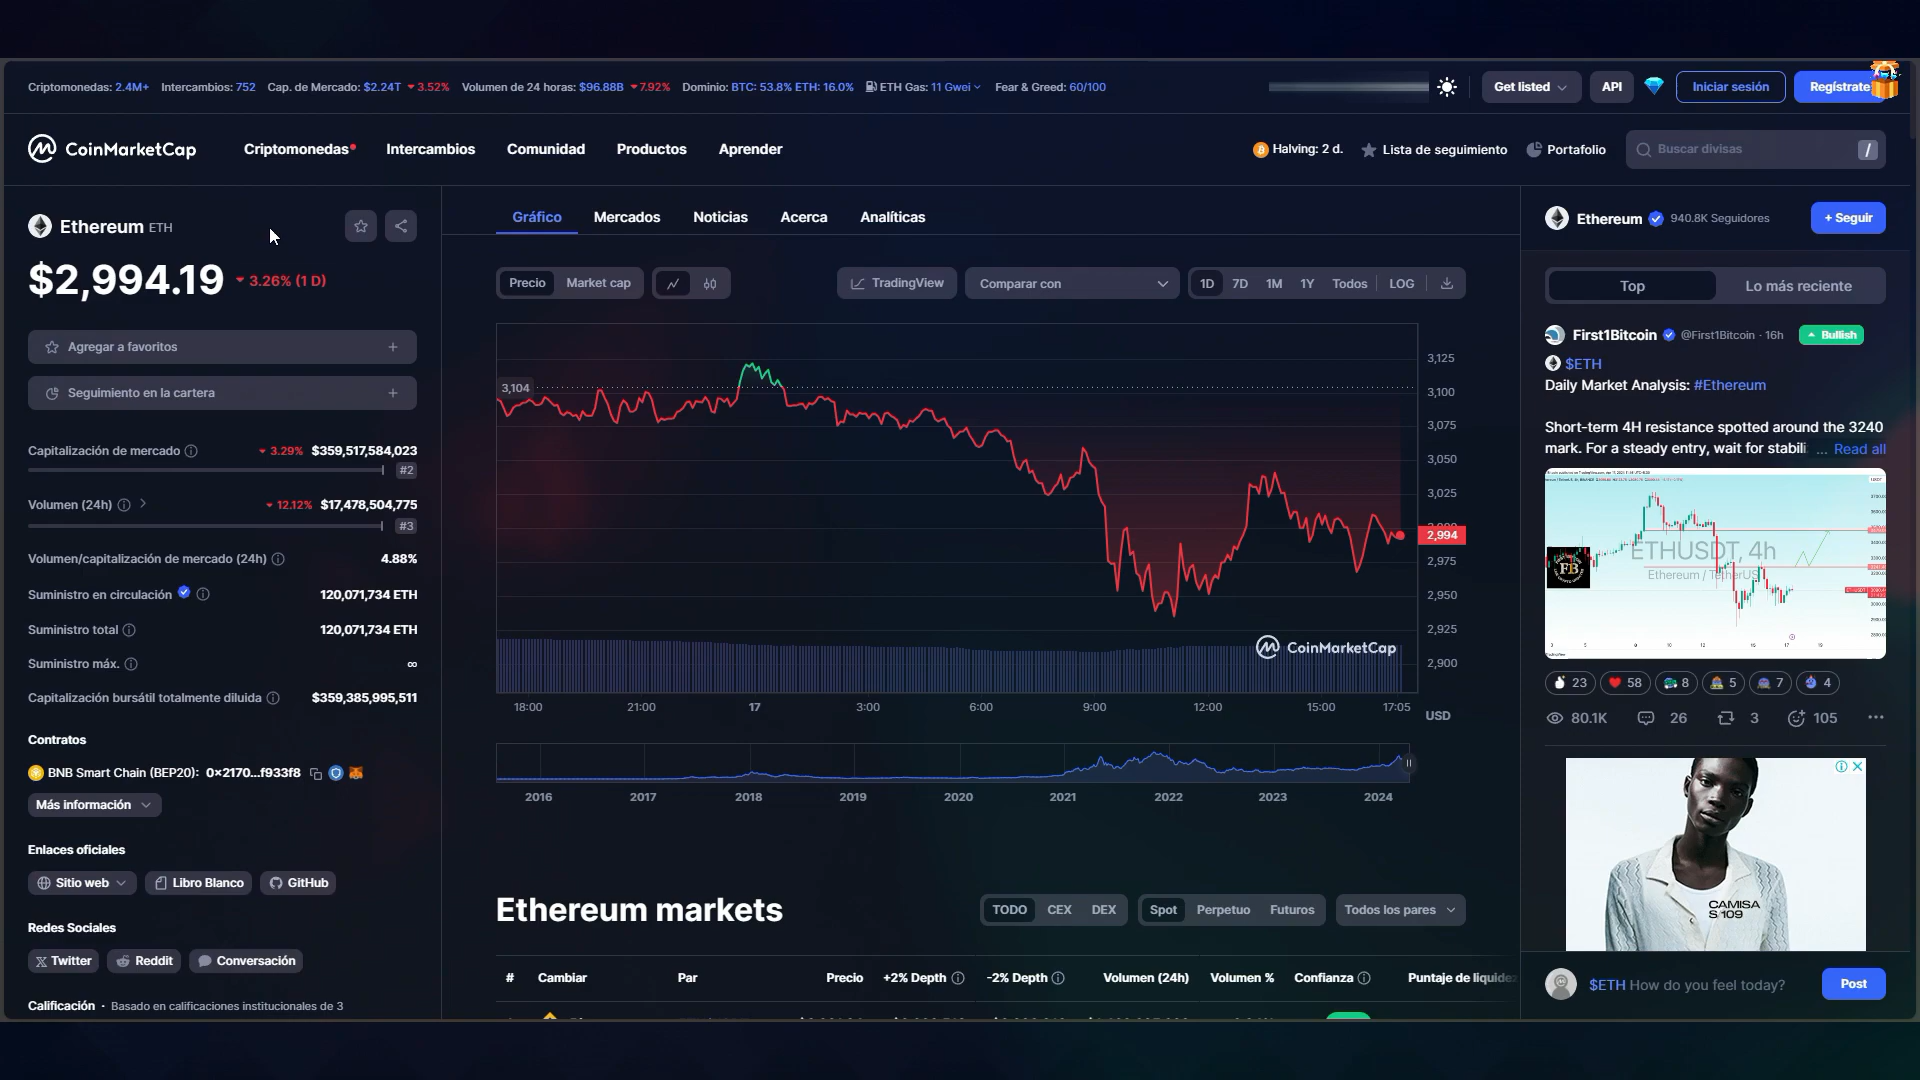 Criptomonedas: 2.4M+ Intercambios: 752 Cap. de Mercado: $2.24T 3.52% Volumen de 24 horas: $96.88B 7.92% Dominio: BTC: 53.8% ETH: 16.0% ETH Gas: 11 Gwei Fear & Greed: 60/100
Get listed API Iniciar sesión Regístrate
CoinMarketCap Criptomonedas Intercambios Comunidad Productos Aprender
Halving: 2 d. Lista de seguimiento Portafolio Buscar divisas /
Ethereum ETH
$2,994.19 3.26% (1 D)
Agregar a favoritos +
Seguimiento en la cartera +
Capitalización de mercado 3.29% $359,517,584,023
#2
Volumen (24h) 12.12% $17,478,504,775
#3
Volumen/capitalización de mercado (24h) 4.88%
Suministro en circulación 120,071,734 ETH
Suministro total 120,071,734 ETH
Suministro máx. ∞
Capitalización bursátil totalmente diluida $359,385,995,511
Contratos
BNB Smart Chain (BEP20): 0x2170...f933f8
Más información
Enlaces oficiales
Sitio web Libro Blanco GitHub
Redes Sociales
Twitter Reddit Conversación
Calificación · Basado en calificaciones institucionales de 3
Gráfico Mercados Noticias Acerca Analíticas
Precio Market cap TradingView Comparar con 1D 7D 1M 1Y Todos LOG
3,104
3,125
3,100
3,075
3,050
3,025
2,994
2,975
2,950
2,925
2,900
CoinMarketCap
18:00 21:00 17 3:00 6:00 9:00 12:00 15:00 17:05
USD
2016 2017 2018 2019 2020 2021 2022 2023 2024
Ethereum markets
TODO CEX DEX Spot Perpetuo Futuros Todos los pares
# Cambiar Par Precio +2% Depth -2% Depth Volumen (24h) Volumen % Confianza Puntaje de liquidez
Ethereum 940.8K Seguidores + Seguir
Top Lo más reciente
First1Bitcoin @First1Bitcoin · 16h Bullish
$ETH
Daily Market Analysis: #Ethereum
Short-term 4H resistance spotted around the 3240
mark. For a steady entry, wait for stabili ... Read all
ETHUSDT, 4h
Ethereum / TetherUS
FB
23 58 8 5 7 4
80.1K 26 3 105
CAMISA
S/109
$ETH How do you feel today? Post